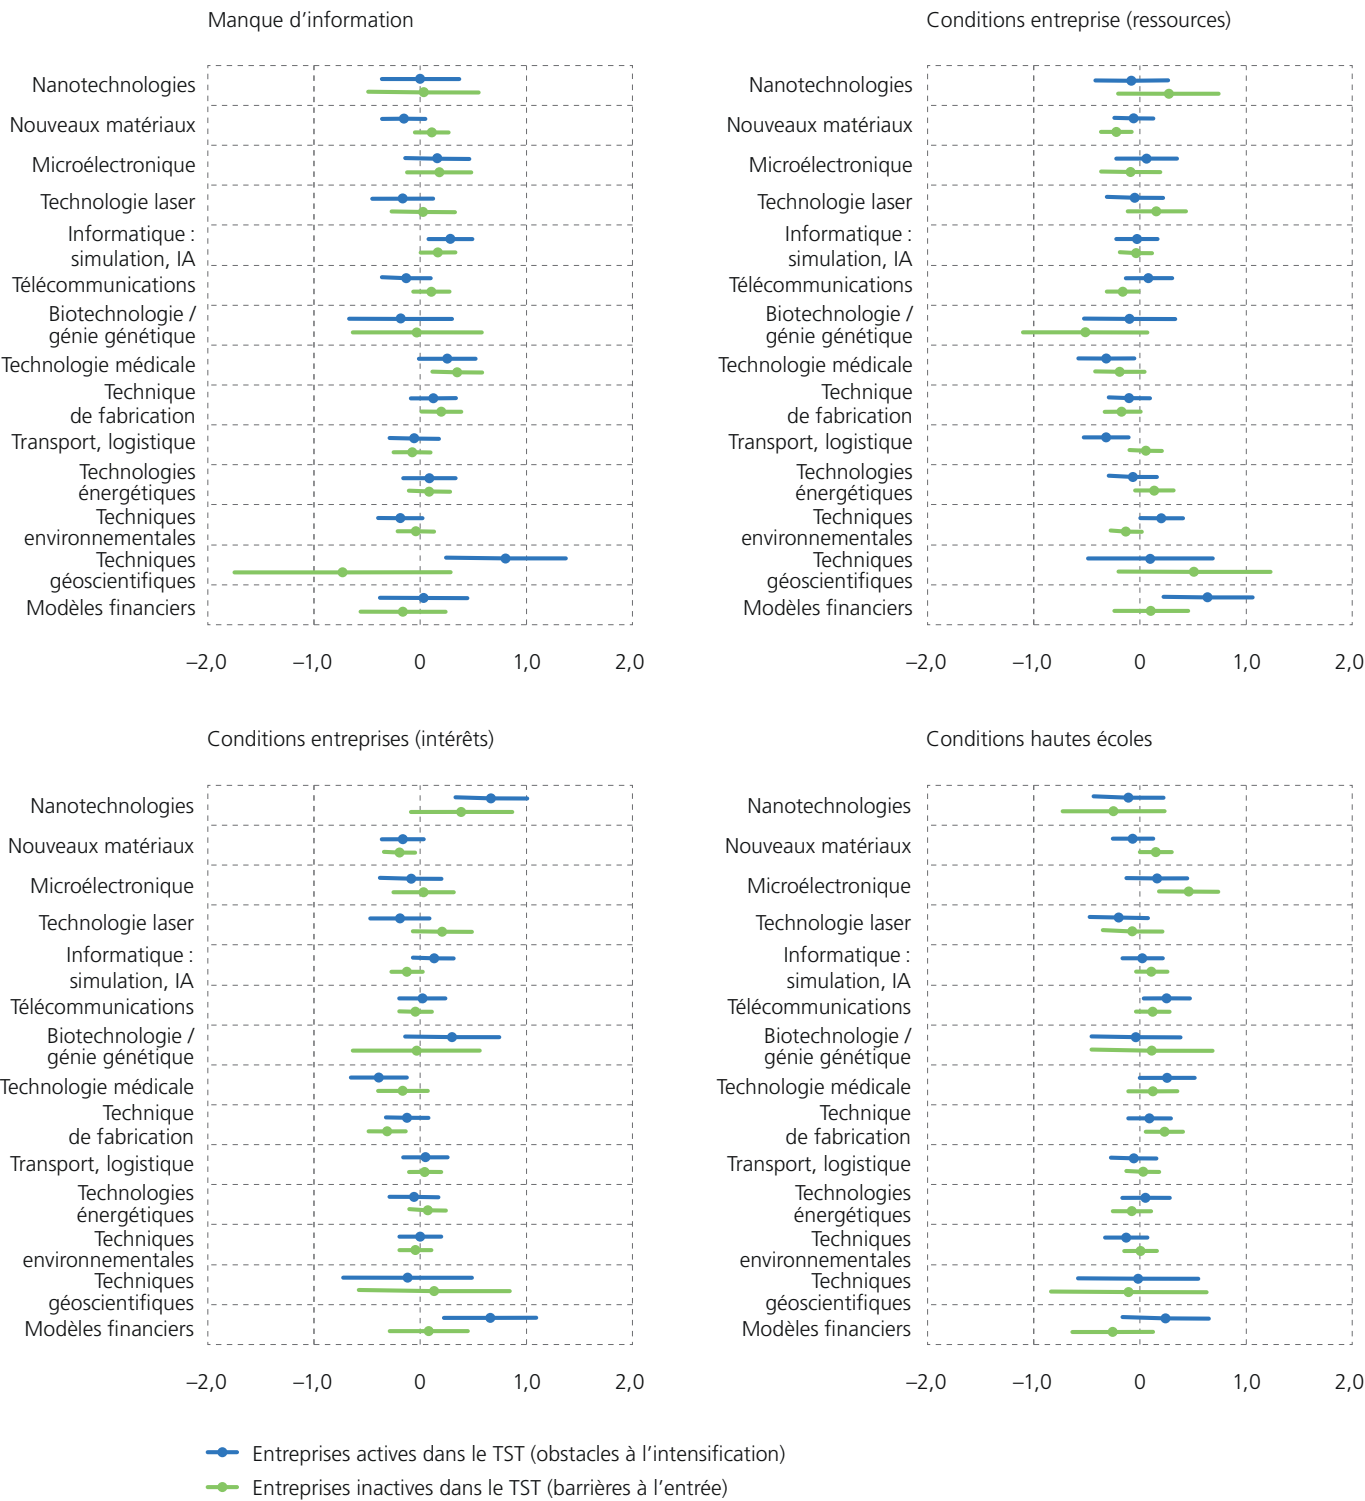 Manque d’information
Nanotechnologies
Nouveaux matériaux
Microélectronique
Technologie laser
Informatique :
simulation, IA
Télécommunications
Biotechnologie /
génie génétique
Technologie médicale
Technique
de fabrication
Transport, logistique
Technologies
énergétiques
Techniques
environnementales
Techniques
géoscientifiques
Modèles financiers
–2,0 –1,0 0 1,0 2,0
Conditions entreprise (ressources)
Nanotechnologies
Nouveaux matériaux
Microélectronique
Technologie laser
Informatique :
simulation, IA
Télécommunications
Biotechnologie /
génie génétique
Technologie médicale
Technique
de fabrication
Transport, logistique
Technologies
énergétiques
Techniques
environnementales
Techniques
géoscientifiques
Modèles financiers
–2,0 –1,0 0 1,0 2,0
Conditions entreprises (intérêts)
Nanotechnologies
Nouveaux matériaux
Microélectronique
Technologie laser
Informatique :
simulation, IA
Télécommunications
Biotechnologie /
génie génétique
Technologie médicale
Technique
de fabrication
Transport, logistique
Technologies
énergétiques
Techniques
environnementales
Techniques
géoscientifiques
Modèles financiers
–2,0 –1,0 0 1,0 2,0
Conditions hautes écoles
Nanotechnologies
Nouveaux matériaux
Microélectronique
Technologie laser
Informatique :
simulation, IA
Télécommunications
Biotechnologie /
génie génétique
Technologie médicale
Technique
de fabrication
Transport, logistique
Technologies
énergétiques
Techniques
environnementales
Techniques
géoscientifiques
Modèles financiers
–2,0 –1,0 0 1,0 2,0
Entreprises actives dans le TST (obstacles à l’intensification)
Entreprises inactives dans le TST (barrières à l’entrée)